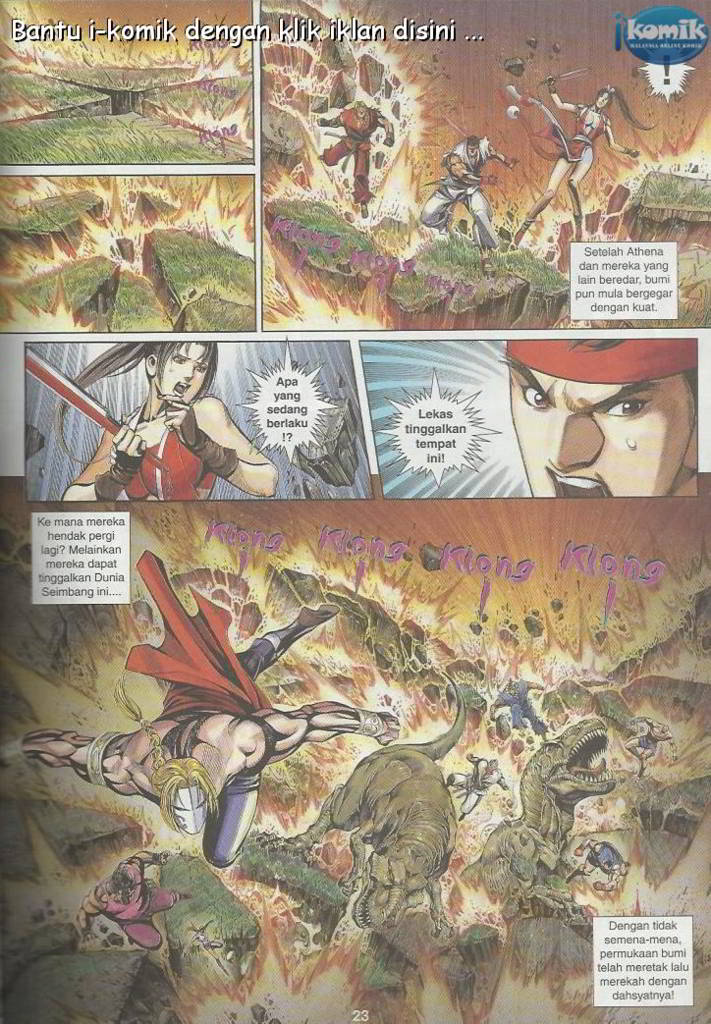 Bantu i-komik dengan klik iklan disini ...
ikomik
MALAYSIA ONLINE KOMIK
Klong
Klong
Klong
!
Klong
Klong
Klong
Setelah Athena
dan mereka yang
lain beredar, bumi
pun mula bergegar
dengan kuat.
Apa
yang
sedang
berlaku
!?
Lekas
tinggalkan
tempat
ini!
Ke mana mereka
hendak pergi
lagi? Melainkan
mereka dapat
tinggalkan Dunia
Seimbang ini....
Klong! Klong! Klong! Klong!
Dengan tidak
semena-mena,
permukaan bumi
telah meretak lalu
merekah dengan
dahsyatnya!
23